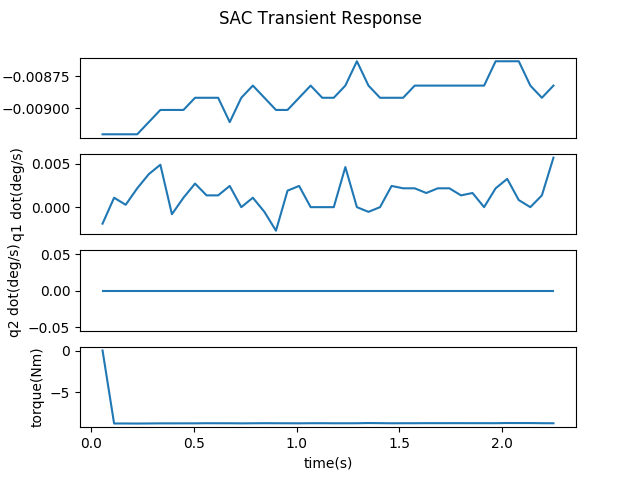 SAC Transient Response
−0.00875
−0.00900
0.005
0.000
q1 dot(deg/s)
0.05
0.00
−0.05
q2 dot(deg/s)
0
−5
torque(Nm)
0.0 0.5 1.0 1.5 2.0
time(s)